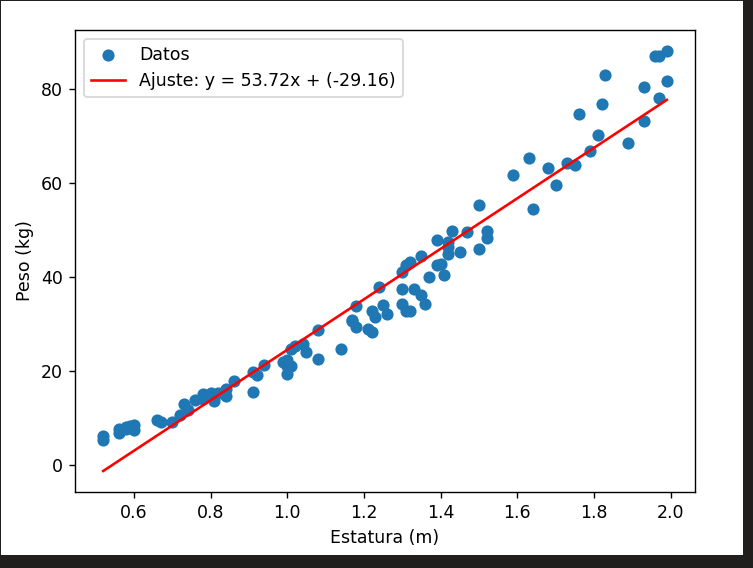 Datos
Ajuste: y = 53.72x + (-29.16)
Peso (kg)
80
60
40
20
0
0.6 0.8 1.0 1.2 1.4 1.6 1.8 2.0
Estatura (m)